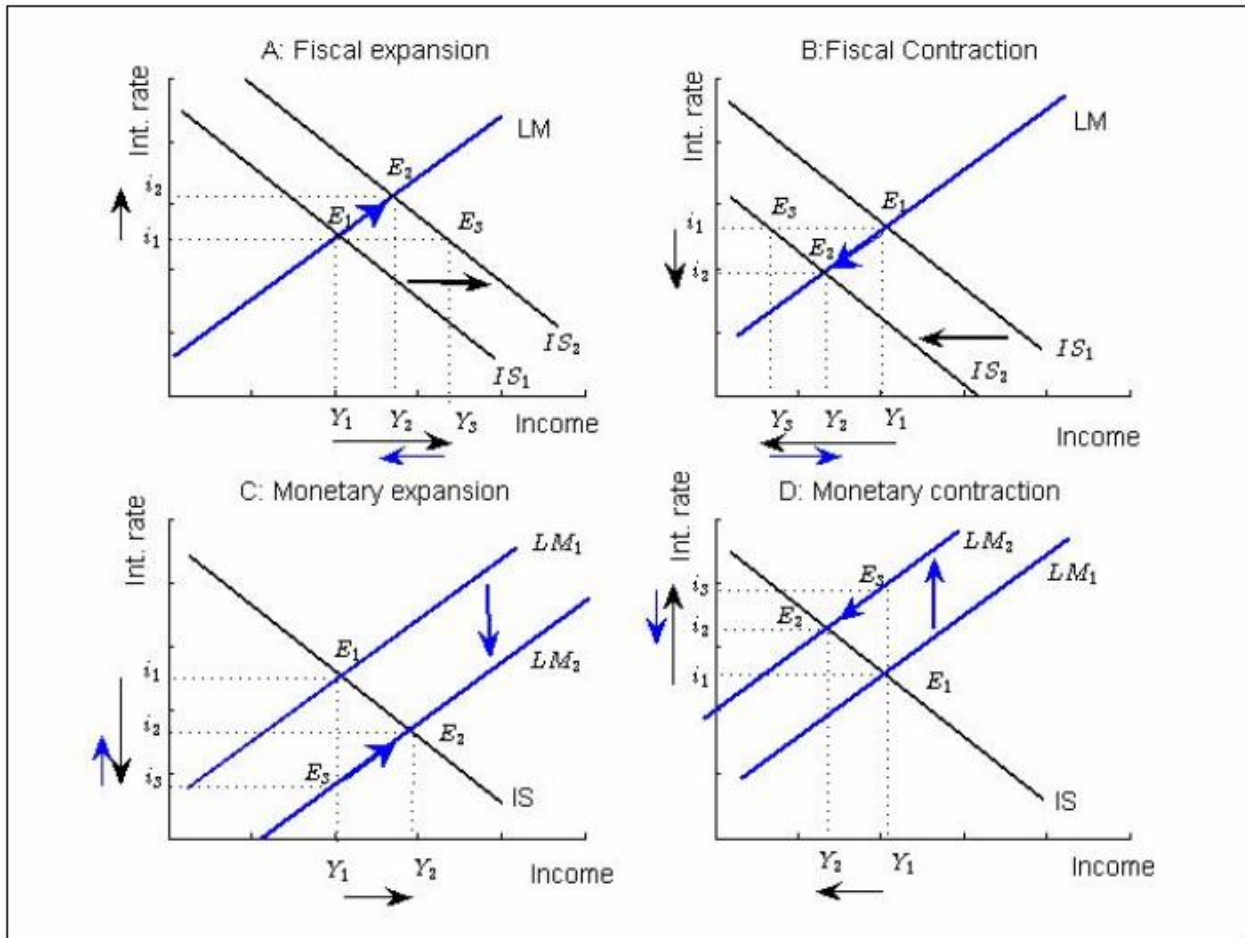 A: Fiscal expansion
Int. rate
LM
i₂
E₂
i₁
E₁
E₃
IS₂
IS₁
Y₁ Y₂ Y₃ Income
B:Fiscal Contraction
Int. rate
LM
i₁
E₃
E₁
i₂
E₂
IS₁
IS₂
Y₃ Y₂ Y₁ Income
C: Monetary expansion
Int. rate
LM₁
i₁
E₁
LM₂
i₂
E₂
i₃
E₃
IS
Y₁ Y₂ Income
D: Monetary contraction
Int. rate
LM₂
LM₁
i₃
E₃
i₂
E₂
i₁
E₁
IS
Y₂ Y₁ Income